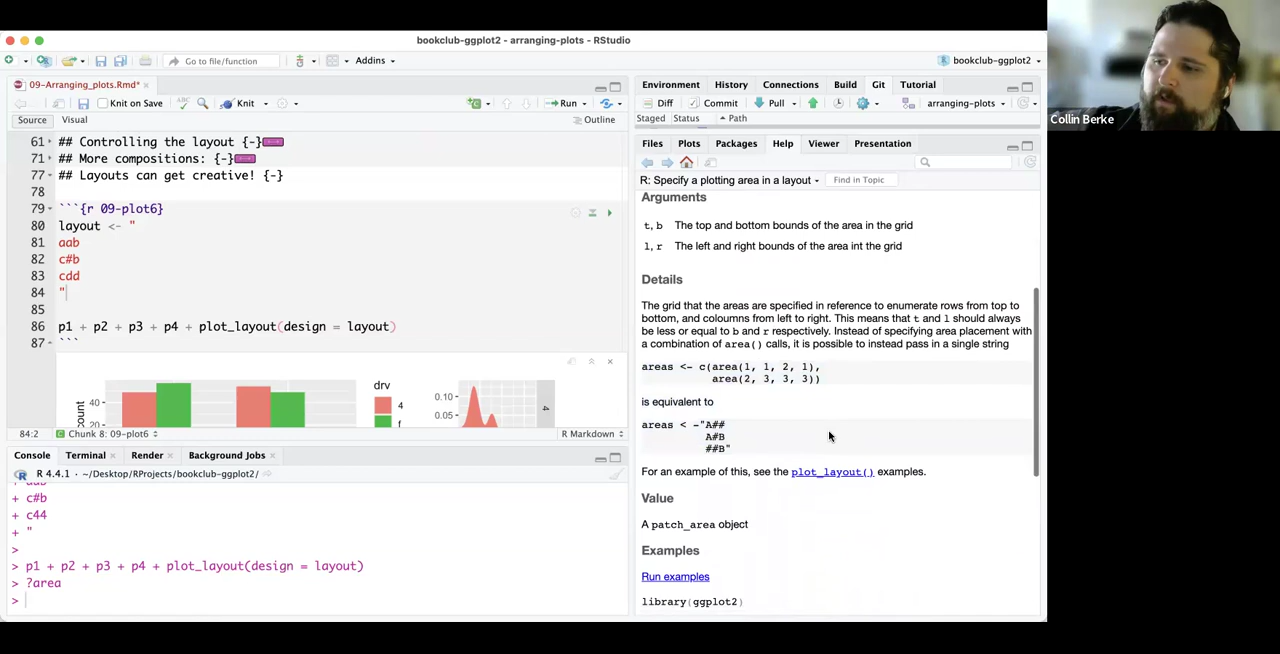 bookclub-ggplot2 - arranging-plots - RStudio
Go to file/function
Addins
bookclub-ggplot2
09-Arranging_plots.Rmd*
Knit on Save
Knit
Run
Source
Visual
Outline
61
## Controlling the layout {-}
71
## More compositions: {-}
77
## Layouts can get creative! {-}
78
79
```{r 09-plot6}
80
layout <- "
81
aab
82
c#b
83
cdd
84
"
85
86
p1 + p2 + p3 + p4 + plot_layout(design = layout)
87
```
count
40
20
drv
4
f
0.10
0.05
4
84:2
Chunk 8: 09-plot6
R Markdown
Console
Terminal
Render
Background Jobs
R 4.4.1 · ~/Desktop/RProjects/bookclub-ggplot2/
+ aab
+ c#b
+ c44
+ "
>
> p1 + p2 + p3 + p4 + plot_layout(design = layout)
> ?area
>
Environment
History
Connections
Build
Git
Tutorial
Diff
Commit
Pull
arranging-plots
Staged
Status
Path
Files
Plots
Packages
Help
Viewer
Presentation
R: Specify a plotting area in a layout
Find in Topic
Arguments
t, b The top and bottom bounds of the area in the grid
l, r The left and right bounds of the area int the grid
Details
The grid that the areas are specified in reference to enumerate rows from top to
bottom, and coloumns from left to right. This means that t and l should always
be less or equal to b and r respectively. Instead of specifying area placement with
a combination of area() calls, it is possible to instead pass in a single string
areas <- c(area(1, 1, 2, 1),
area(2, 3, 3, 3))
is equivalent to
areas < -"A##
A#B
##B"
For an example of this, see the plot_layout() examples.
Value
A patch_area object
Examples
Run examples
library(ggplot2)
Collin Berke